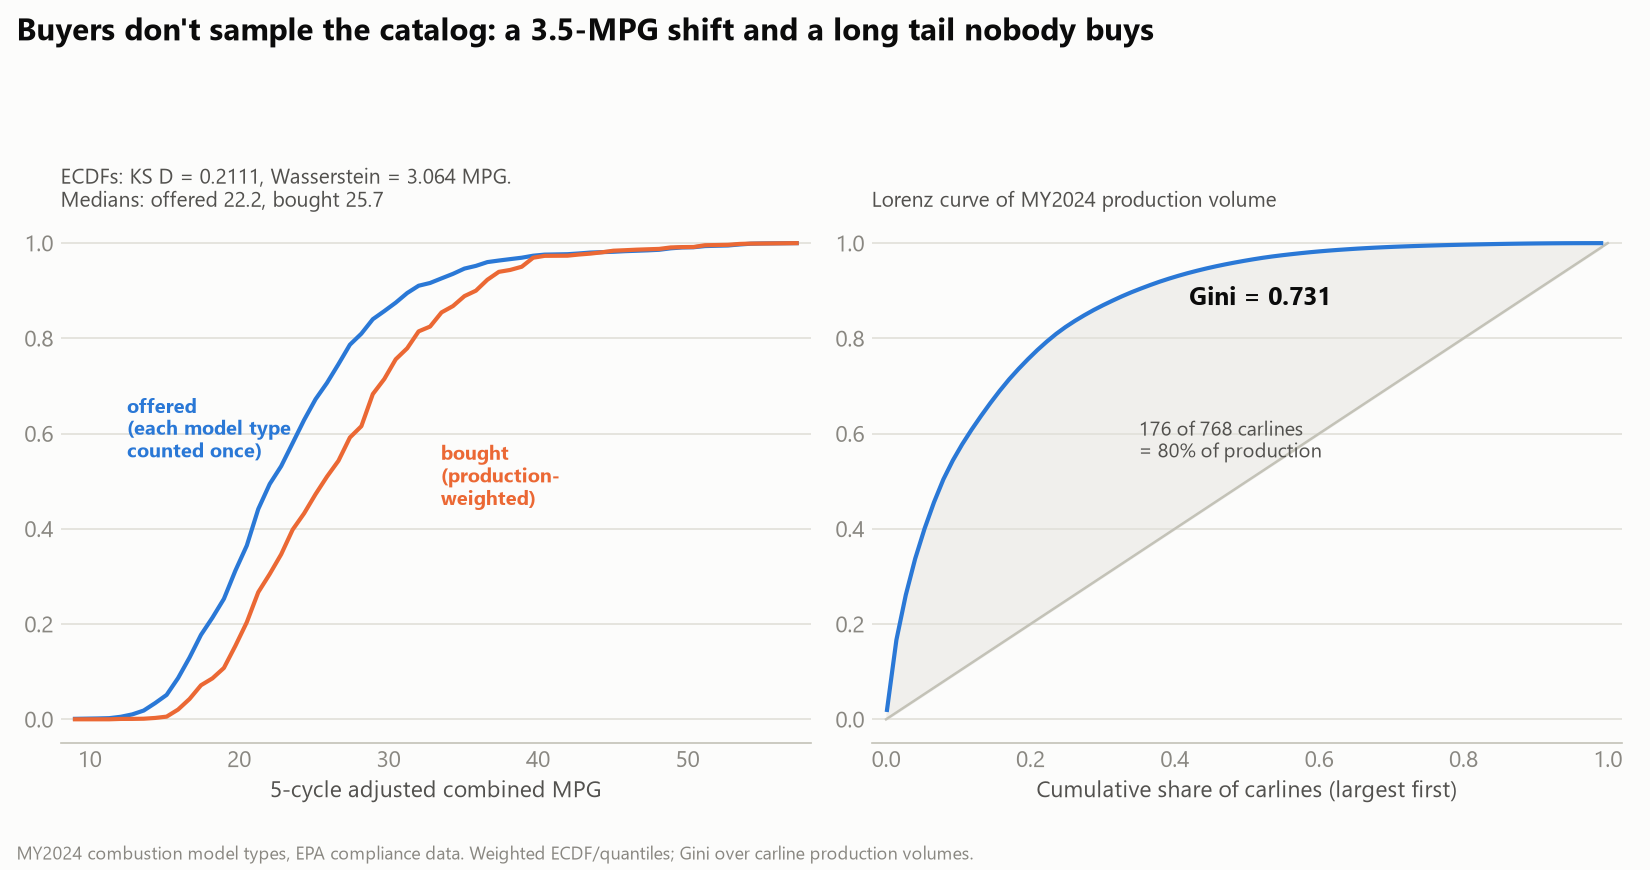 Buyers don't sample the catalog: a 3.5-MPG shift and a long tail nobody buys
ECDFs: KS D = 0.2111, Wasserstein = 3.064 MPG.
Medians: offered 22.2, bought 25.7
1.0
0.8
0.6
0.4
0.2
0.0
offered
(each model type
counted once)
bought
(production-
weighted)
10
20
30
40
50
5-cycle adjusted combined MPG
Lorenz curve of MY2024 production volume
1.0
0.8
0.6
0.4
0.2
0.0
Gini = 0.731
176 of 768 carlines
= 80% of production
0.0
0.2
0.4
0.6
0.8
1.0
Cumulative share of carlines (largest first)
MY2024 combustion model types, EPA compliance data. Weighted ECDF/quantiles; Gini over carline production volumes.